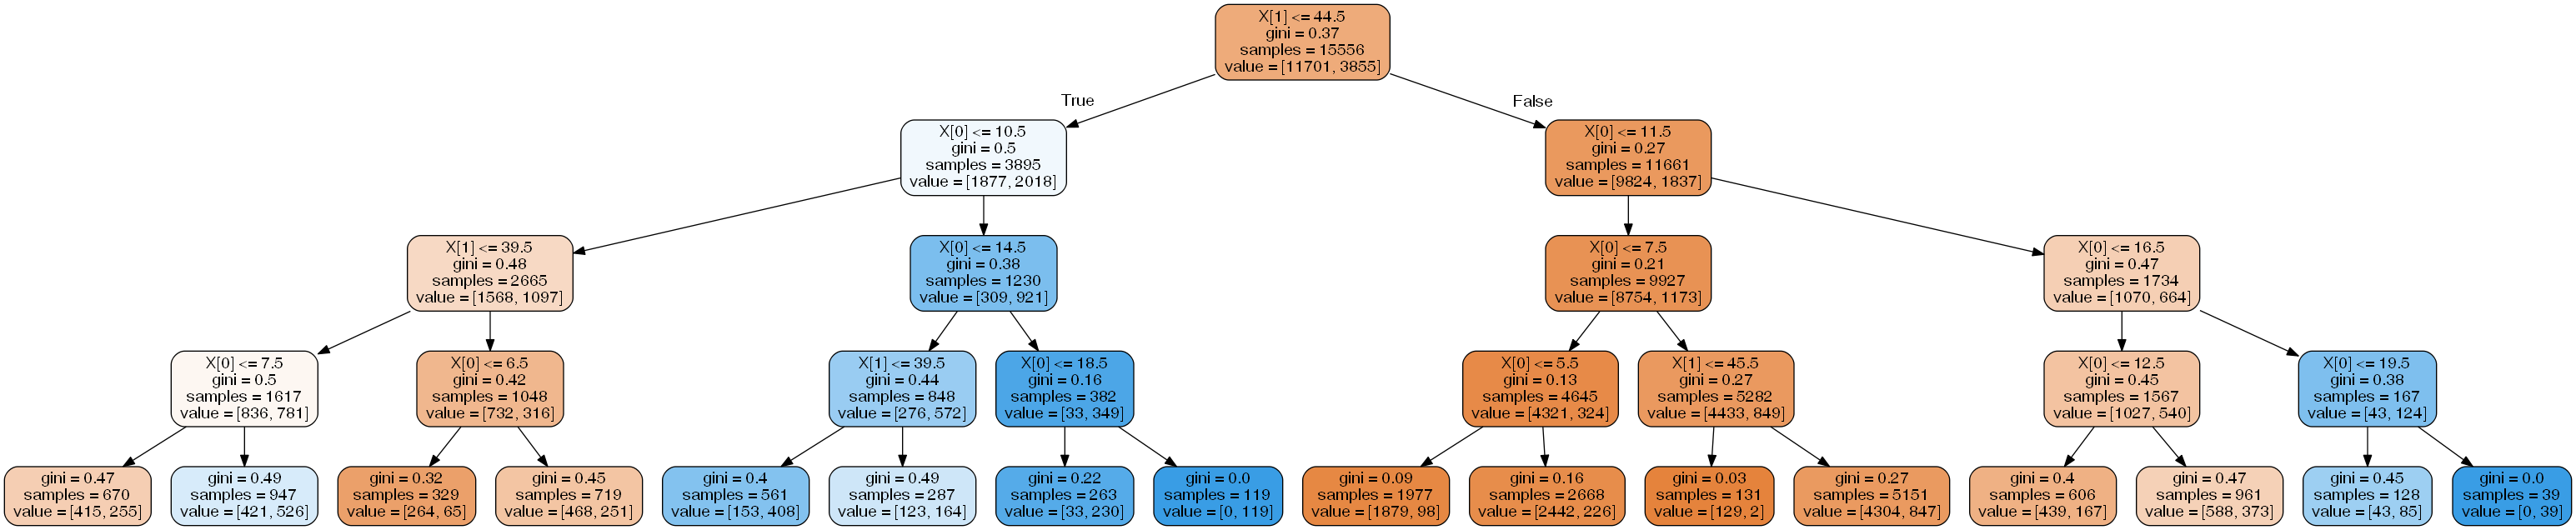 X[1] <= 44.5
gini = 0.37
samples = 15556
value = [11701, 3855]
True
False
X[0] <= 10.5
gini = 0.5
samples = 3895
value = [1877, 2018]
X[0] <= 11.5
gini = 0.27
samples = 11661
value = [9824, 1837]
X[1] <= 39.5
gini = 0.48
samples = 2665
value = [1568, 1097]
X[0] <= 14.5
gini = 0.38
samples = 1230
value = [309, 921]
X[0] <= 7.5
gini = 0.21
samples = 9927
value = [8754, 1173]
X[0] <= 16.5
gini = 0.47
samples = 1734
value = [1070, 664]
X[0] <= 7.5
gini = 0.5
samples = 1617
value = [836, 781]
X[0] <= 6.5
gini = 0.42
samples = 1048
value = [732, 316]
X[1] <= 39.5
gini = 0.44
samples = 848
value = [276, 572]
X[0] <= 18.5
gini = 0.16
samples = 382
value = [33, 349]
X[0] <= 5.5
gini = 0.13
samples = 4645
value = [4321, 324]
X[1] <= 45.5
gini = 0.27
samples = 5282
value = [4433, 849]
X[0] <= 12.5
gini = 0.45
samples = 1567
value = [1027, 540]
X[0] <= 19.5
gini = 0.38
samples = 167
value = [43, 124]
gini = 0.47
samples = 670
value = [415, 255]
gini = 0.49
samples = 947
value = [421, 526]
gini = 0.32
samples = 329
value = [264, 65]
gini = 0.45
samples = 719
value = [468, 251]
gini = 0.4
samples = 561
value = [153, 408]
gini = 0.49
samples = 287
value = [123, 164]
gini = 0.22
samples = 263
value = [33, 230]
gini = 0.0
samples = 119
value = [0, 119]
gini = 0.09
samples = 1977
value = [1879, 98]
gini = 0.16
samples = 2668
value = [2442, 226]
gini = 0.03
samples = 131
value = [129, 2]
gini = 0.27
samples = 5151
value = [4304, 847]
gini = 0.4
samples = 606
value = [439, 167]
gini = 0.47
samples = 961
value = [588, 373]
gini = 0.45
samples = 128
value = [43, 85]
gini = 0.0
samples = 39
value = [0, 39]